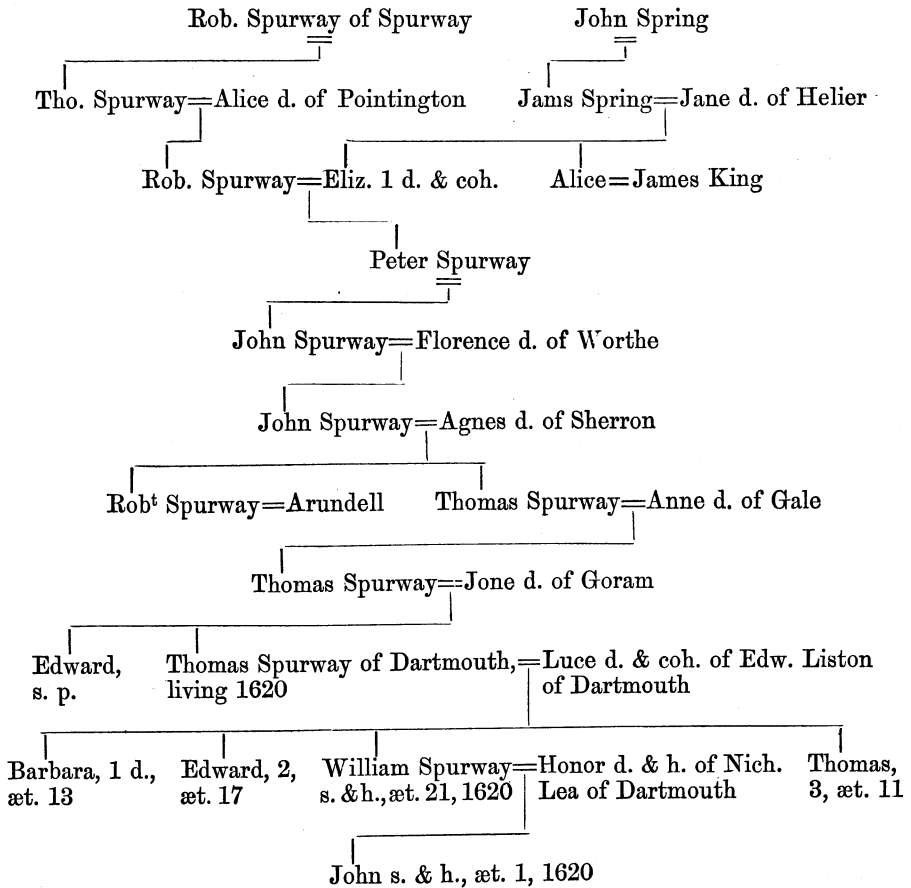 Rob. Spurway of Spurway John Spring
Tho. Spurway=Alice d. of Pointington Jams Spring=Jane d. of Helier
Rob. Spurway=Eliz. 1 d. & coh. Alice=James King
Peter Spurway
John Spurway=Florence d. of Worthe
John Spurway=Agnes d. of Sherron
Robᵗ Spurway=Arundell Thomas Spurway=Anne d. of Gale
Thomas Spurway=Jone d. of Goram
Edward,
s. p.
Thomas Spurway of Dartmouth,=Luce d. & coh. of Edw. Liston
living 1620 of Dartmouth
Barbara, 1 d.,
æt. 13
Edward, 2,
æt. 17
William Spurway=Honor d. & h. of Nich.
s. & h., æt. 21, 1620 Lea of Dartmouth
Thomas,
3, æt. 11
John s. & h., æt. 1, 1620